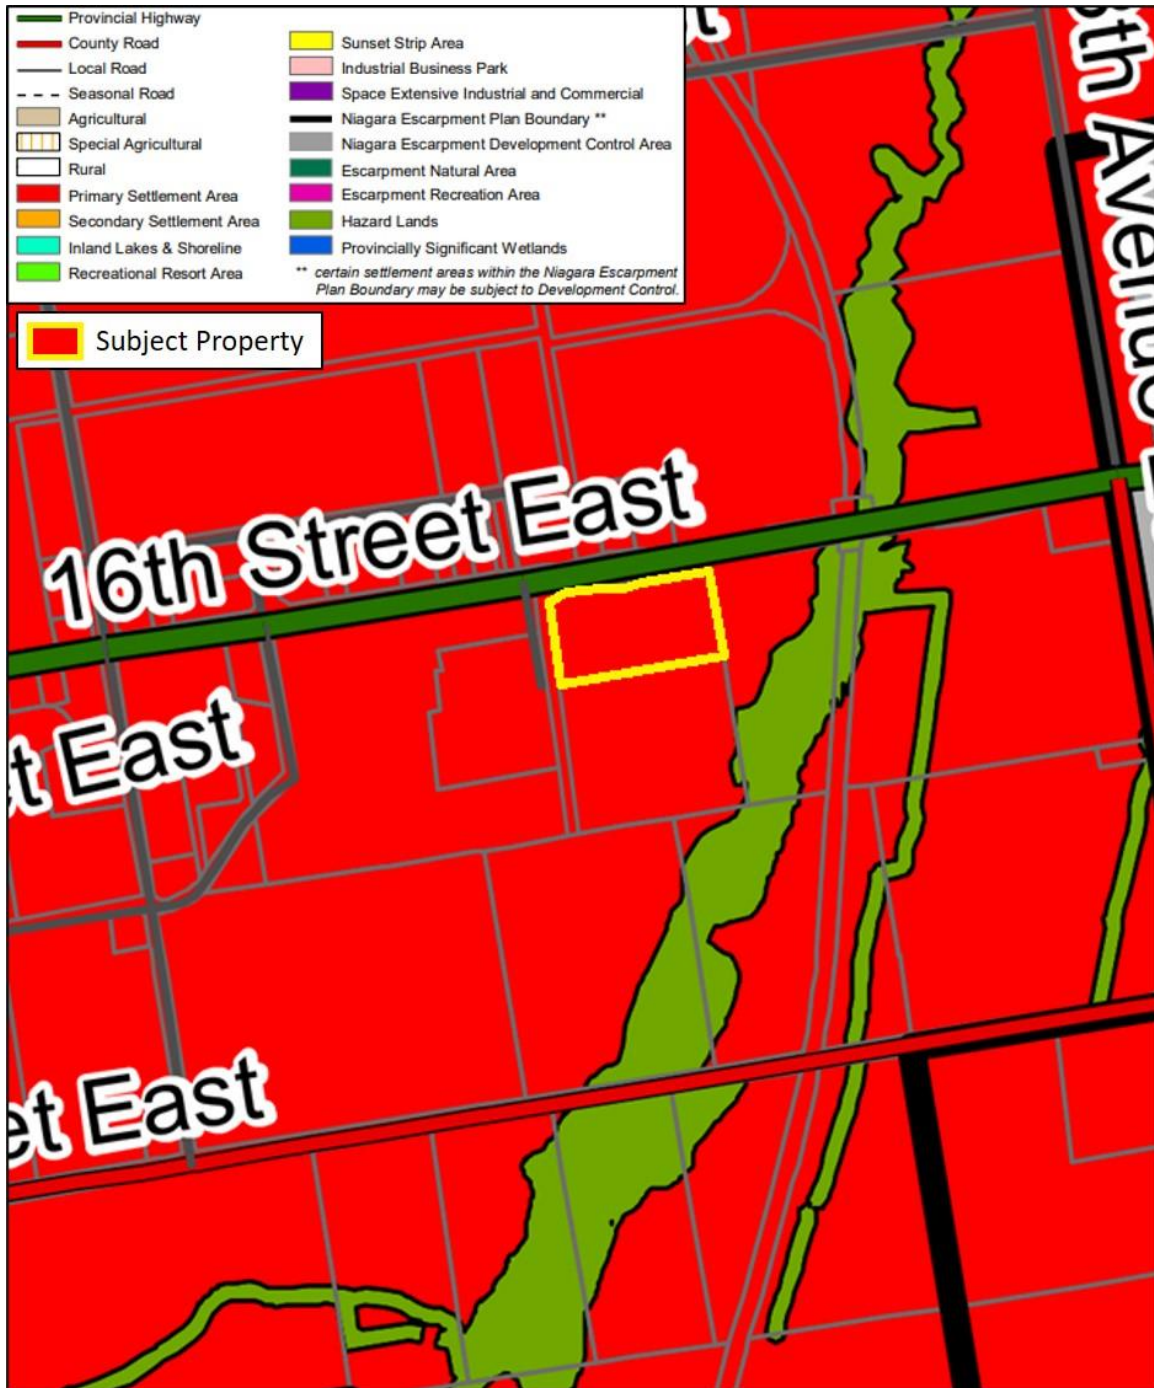 Provincial Highway
County Road
Local Road
Seasonal Road
Agricultural
Special Agricultural
Rural
Primary Settlement Area
Secondary Settlement Area
Inland Lakes & Shoreline
Recreational Resort Area
Sunset Strip Area
Industrial Business Park
Space Extensive Industrial and Commercial
Niagara Escarpment Plan Boundary **
Niagara Escarpment Development Control Area
Escarpment Natural Area
Escarpment Recreation Area
Hazard Lands
Provincially Significant Wetlands
** certain settlement areas within the Niagara Escarpment
Plan Boundary may be subject to Development Control.
Subject Property
16th Street East
East
East
Avenue